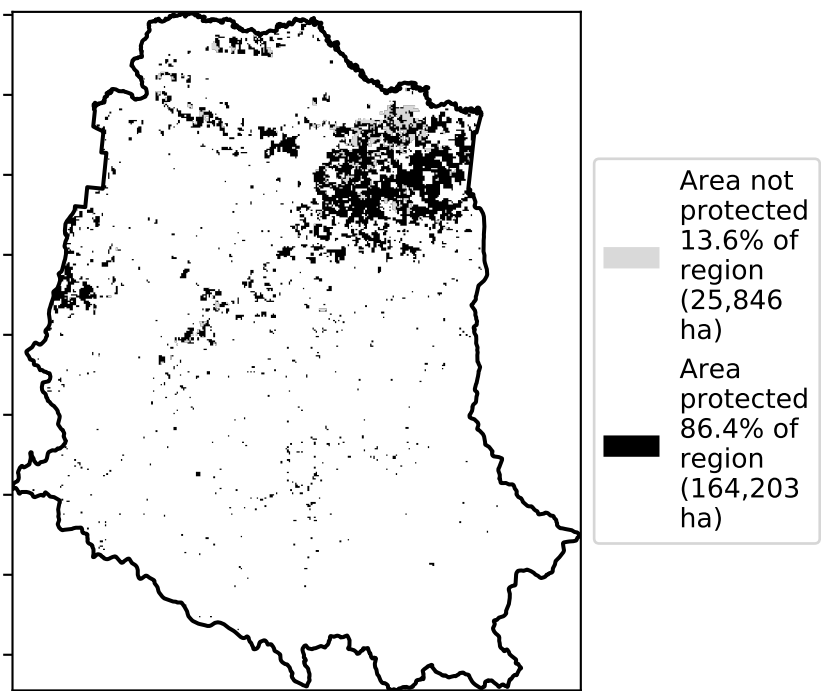 Area not
protected
13.6% of
region
(25,846
ha)
Area
protected
86.4% of
region
(164,203
ha)